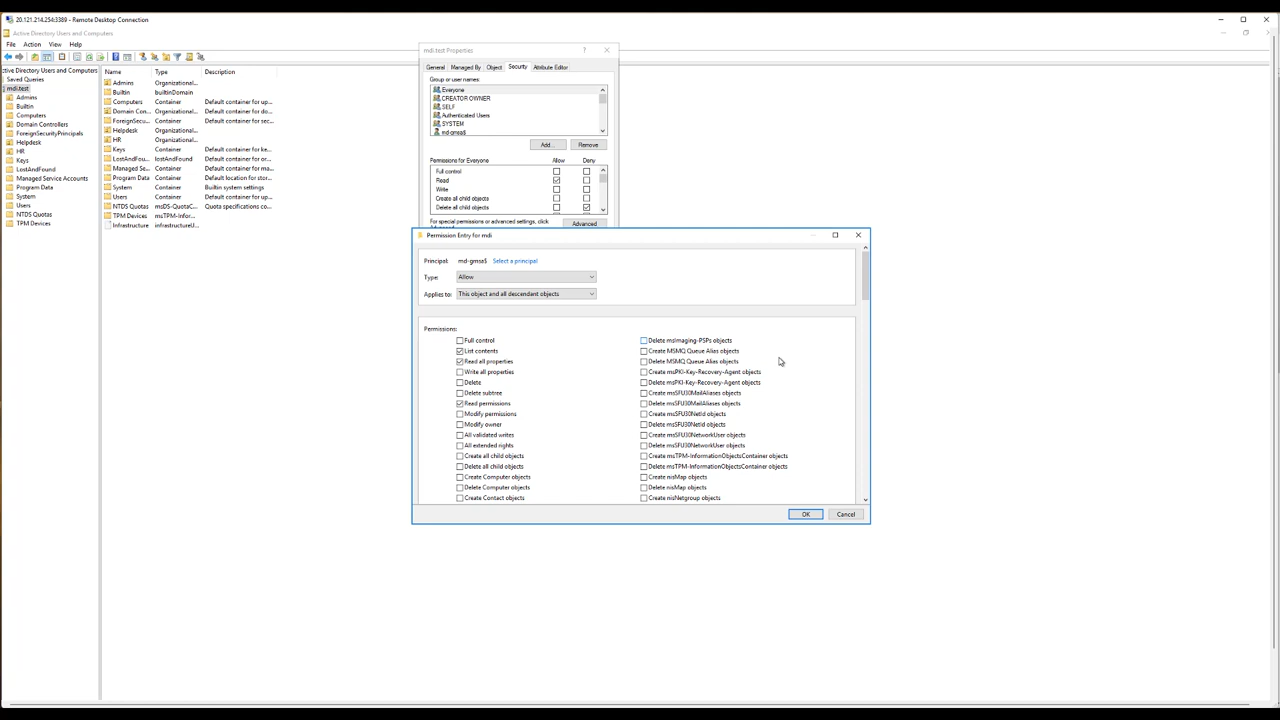 20.121.214.254:3389 - Remote Desktop Connection
Active Directory Users and Computers
File Action View Help
ctive Directory Users and Computers
Saved Queries
mdi.test
Admins
Builtin
Computers
Domain Controllers
ForeignSecurityPrincipals
Helpdesk
HR
Keys
LostAndFound
Managed Service Accounts
Program Data
System
Users
NTDS Quotas
TPM Devices
Name Type Description
Admins Organizational...
Builtin builtinDomain
Computers Container Default container for up...
Domain Con... Organizational... Default container for do...
ForeignSecu... Container Default container for sec...
Helpdesk Organizational...
HR Organizational...
Keys Container Default container for ke...
LostAndFou... lostAndFound Default container for or...
Managed Se... Container Default container for ma...
Program Data Container Default location for stor...
System Container Builtin system settings
Users Container Default container for up...
NTDS Quotas msDS-QuotaC... Quota specifications co...
TPM Devices msTPM-Infor...
Infrastructure infrastructureU...
mdi.test Properties
? 
General Managed By Object Security Attribute Editor
Group or user names:
Everyone
CREATOR OWNER
SELF
Authenticated Users
SYSTEM
md-gmsa$
Add... Remove
Permissions for Everyone Allow Deny
Full control
Read
Write
Create all child objects
Delete all child objects
For special permissions or advanced settings, click
Advanced
Permission Entry for mdi
Principal: md-gmsa$ Select a principal
Type: Allow
Applies to: This object and all descendant objects
Permissions:
Full control
List contents
Read all properties
Write all properties
Delete
Delete subtree
Read permissions
Modify permissions
Modify owner
All validated writes
All extended rights
Create all child objects
Delete all child objects
Create Computer objects
Delete Computer objects
Create Contact objects
Delete msImaging-PSPs objects
Create MSMQ Queue Alias objects
Delete MSMQ Queue Alias objects
Create msPKI-Key-Recovery-Agent objects
Delete msPKI-Key-Recovery-Agent objects
Create msSFU30MailAliases objects
Delete msSFU30MailAliases objects
Create msSFU30NetId objects
Delete msSFU30NetId objects
Create msSFU30NetworkUser objects
Delete msSFU30NetworkUser objects
Create msTPM-InformationObjectsContainer objects
Delete msTPM-InformationObjectsContainer objects
Create nisMap objects
Delete nisMap objects
Create nisNetgroup objects
OK Cancel